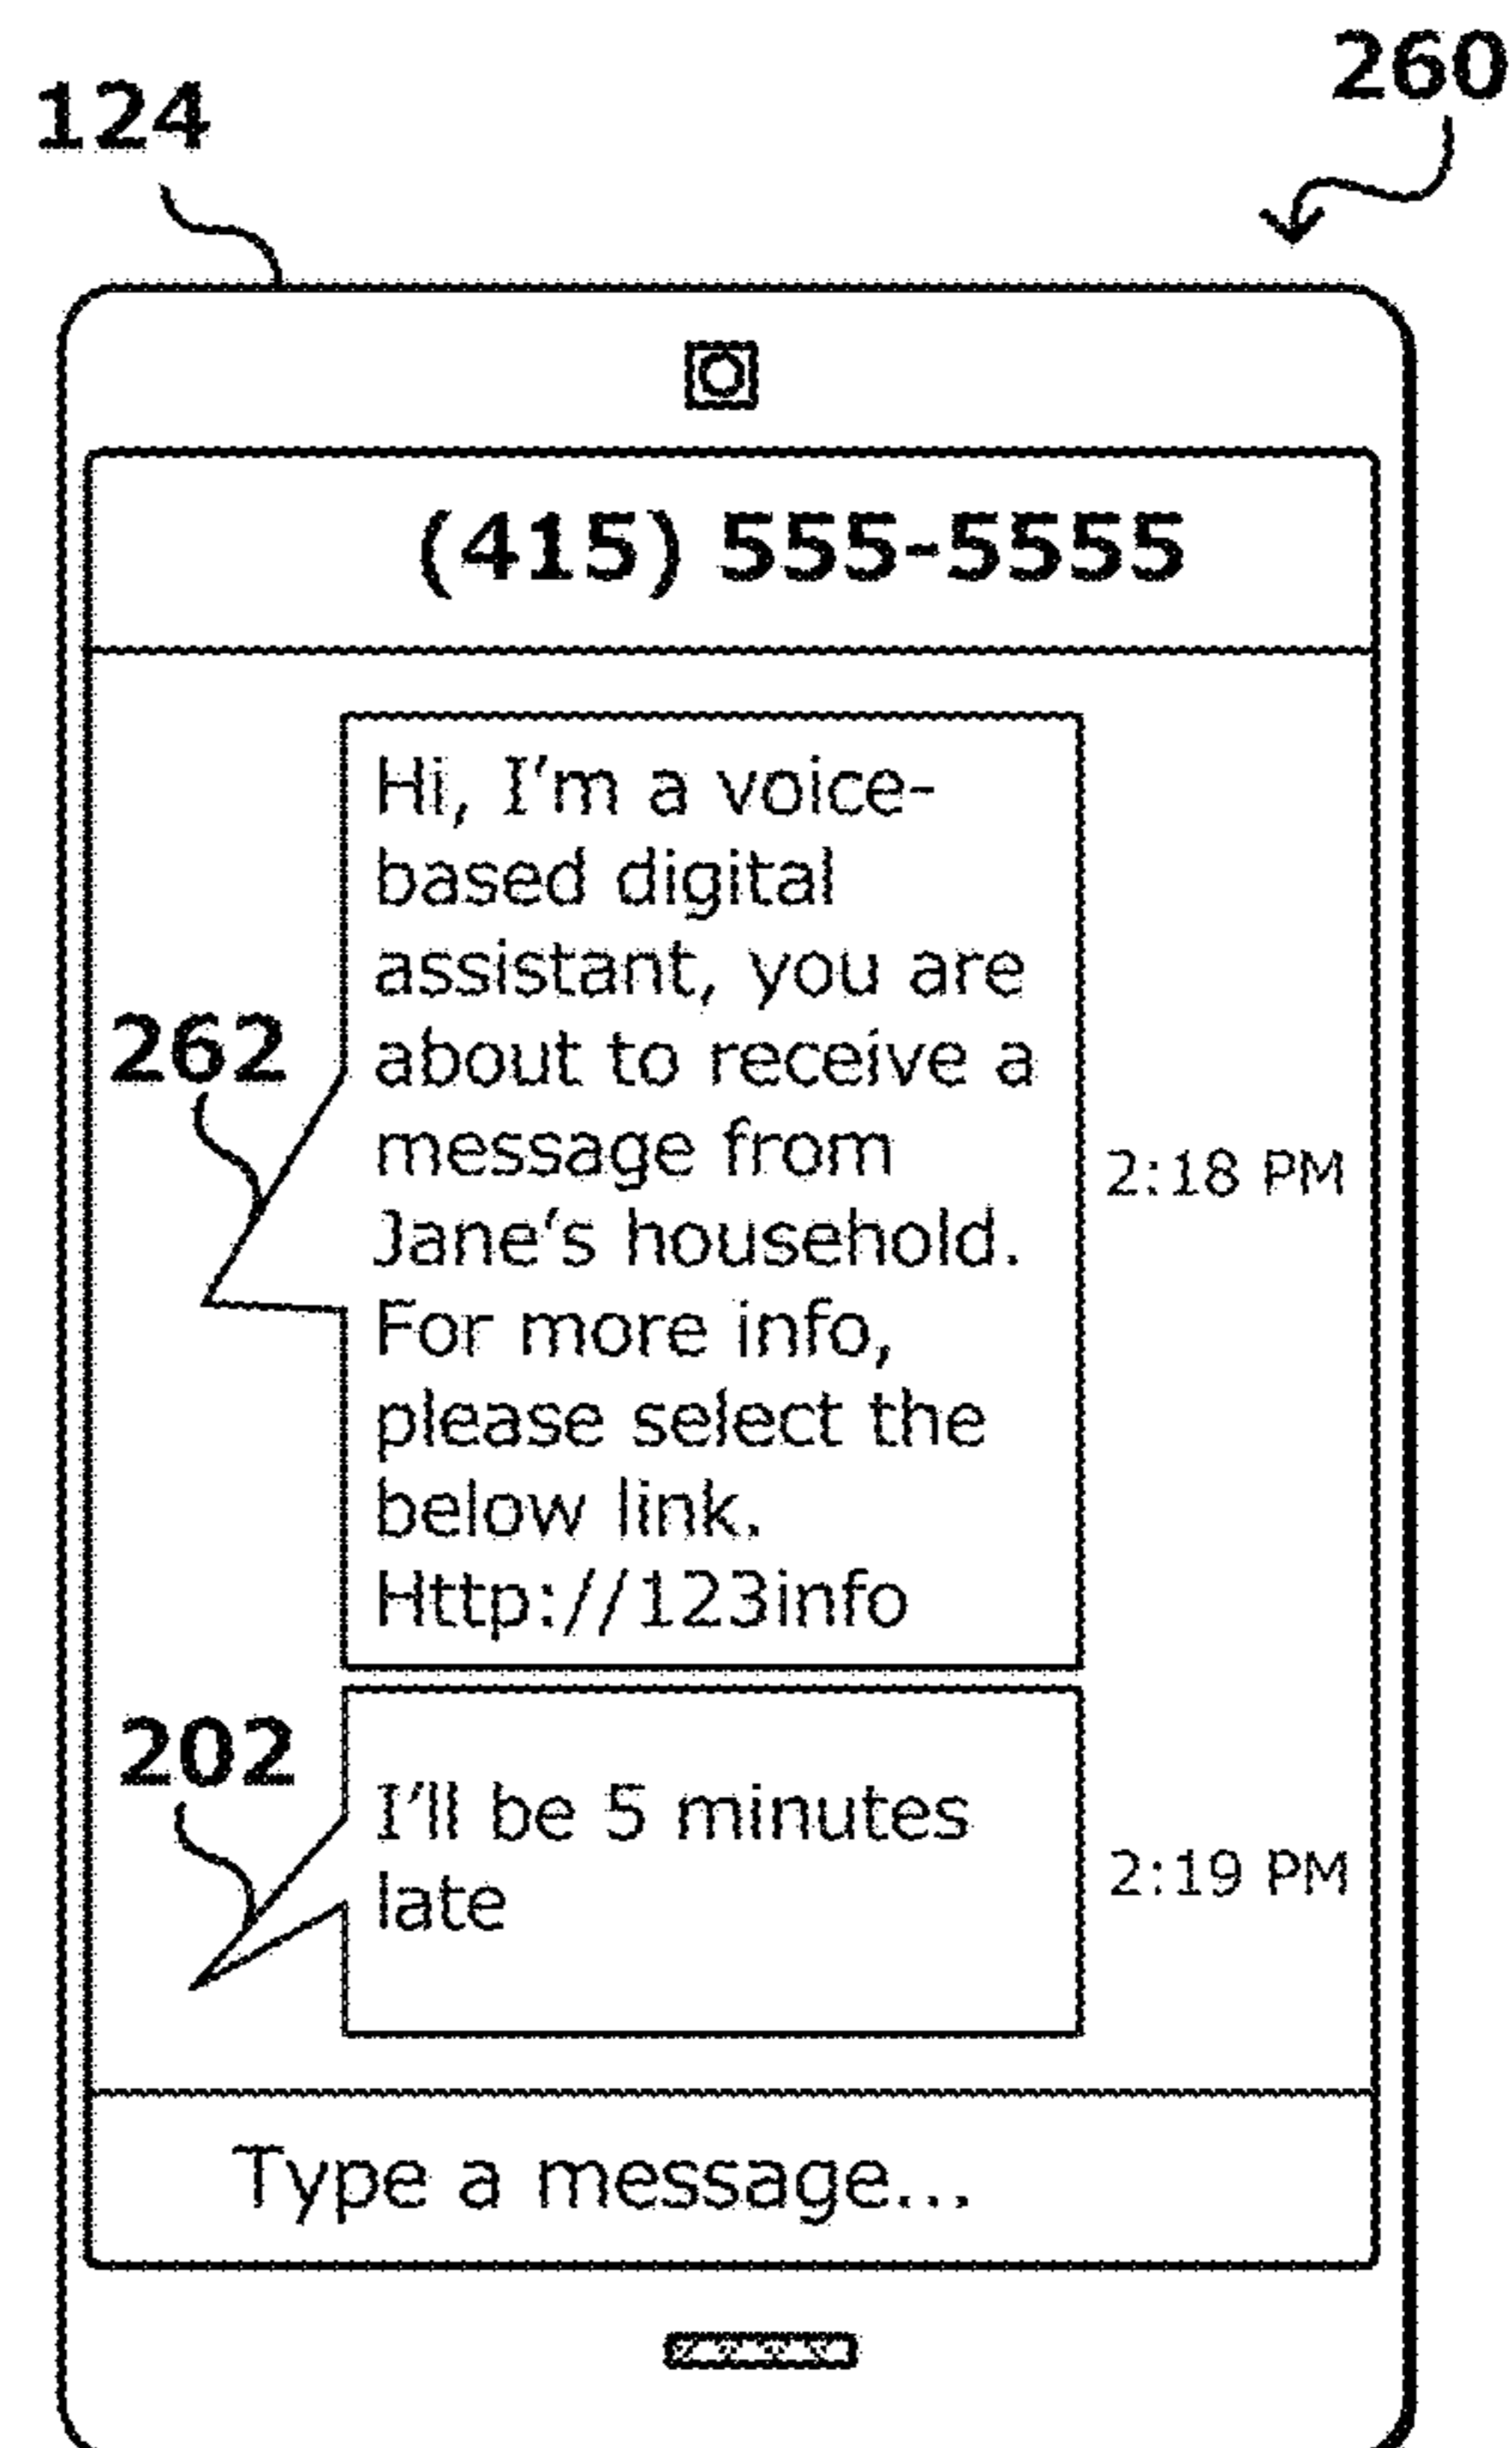 124
260
(415) 555-5555
Hi, I'm a voice-
based digital
assistant, you are
about to receive a
message from
Jane's household.
For more info,
please select the
below link.
Http://123info
262
2:18 PM
202
I'll be 5 minutes
late
2:19 PM
Type a message...